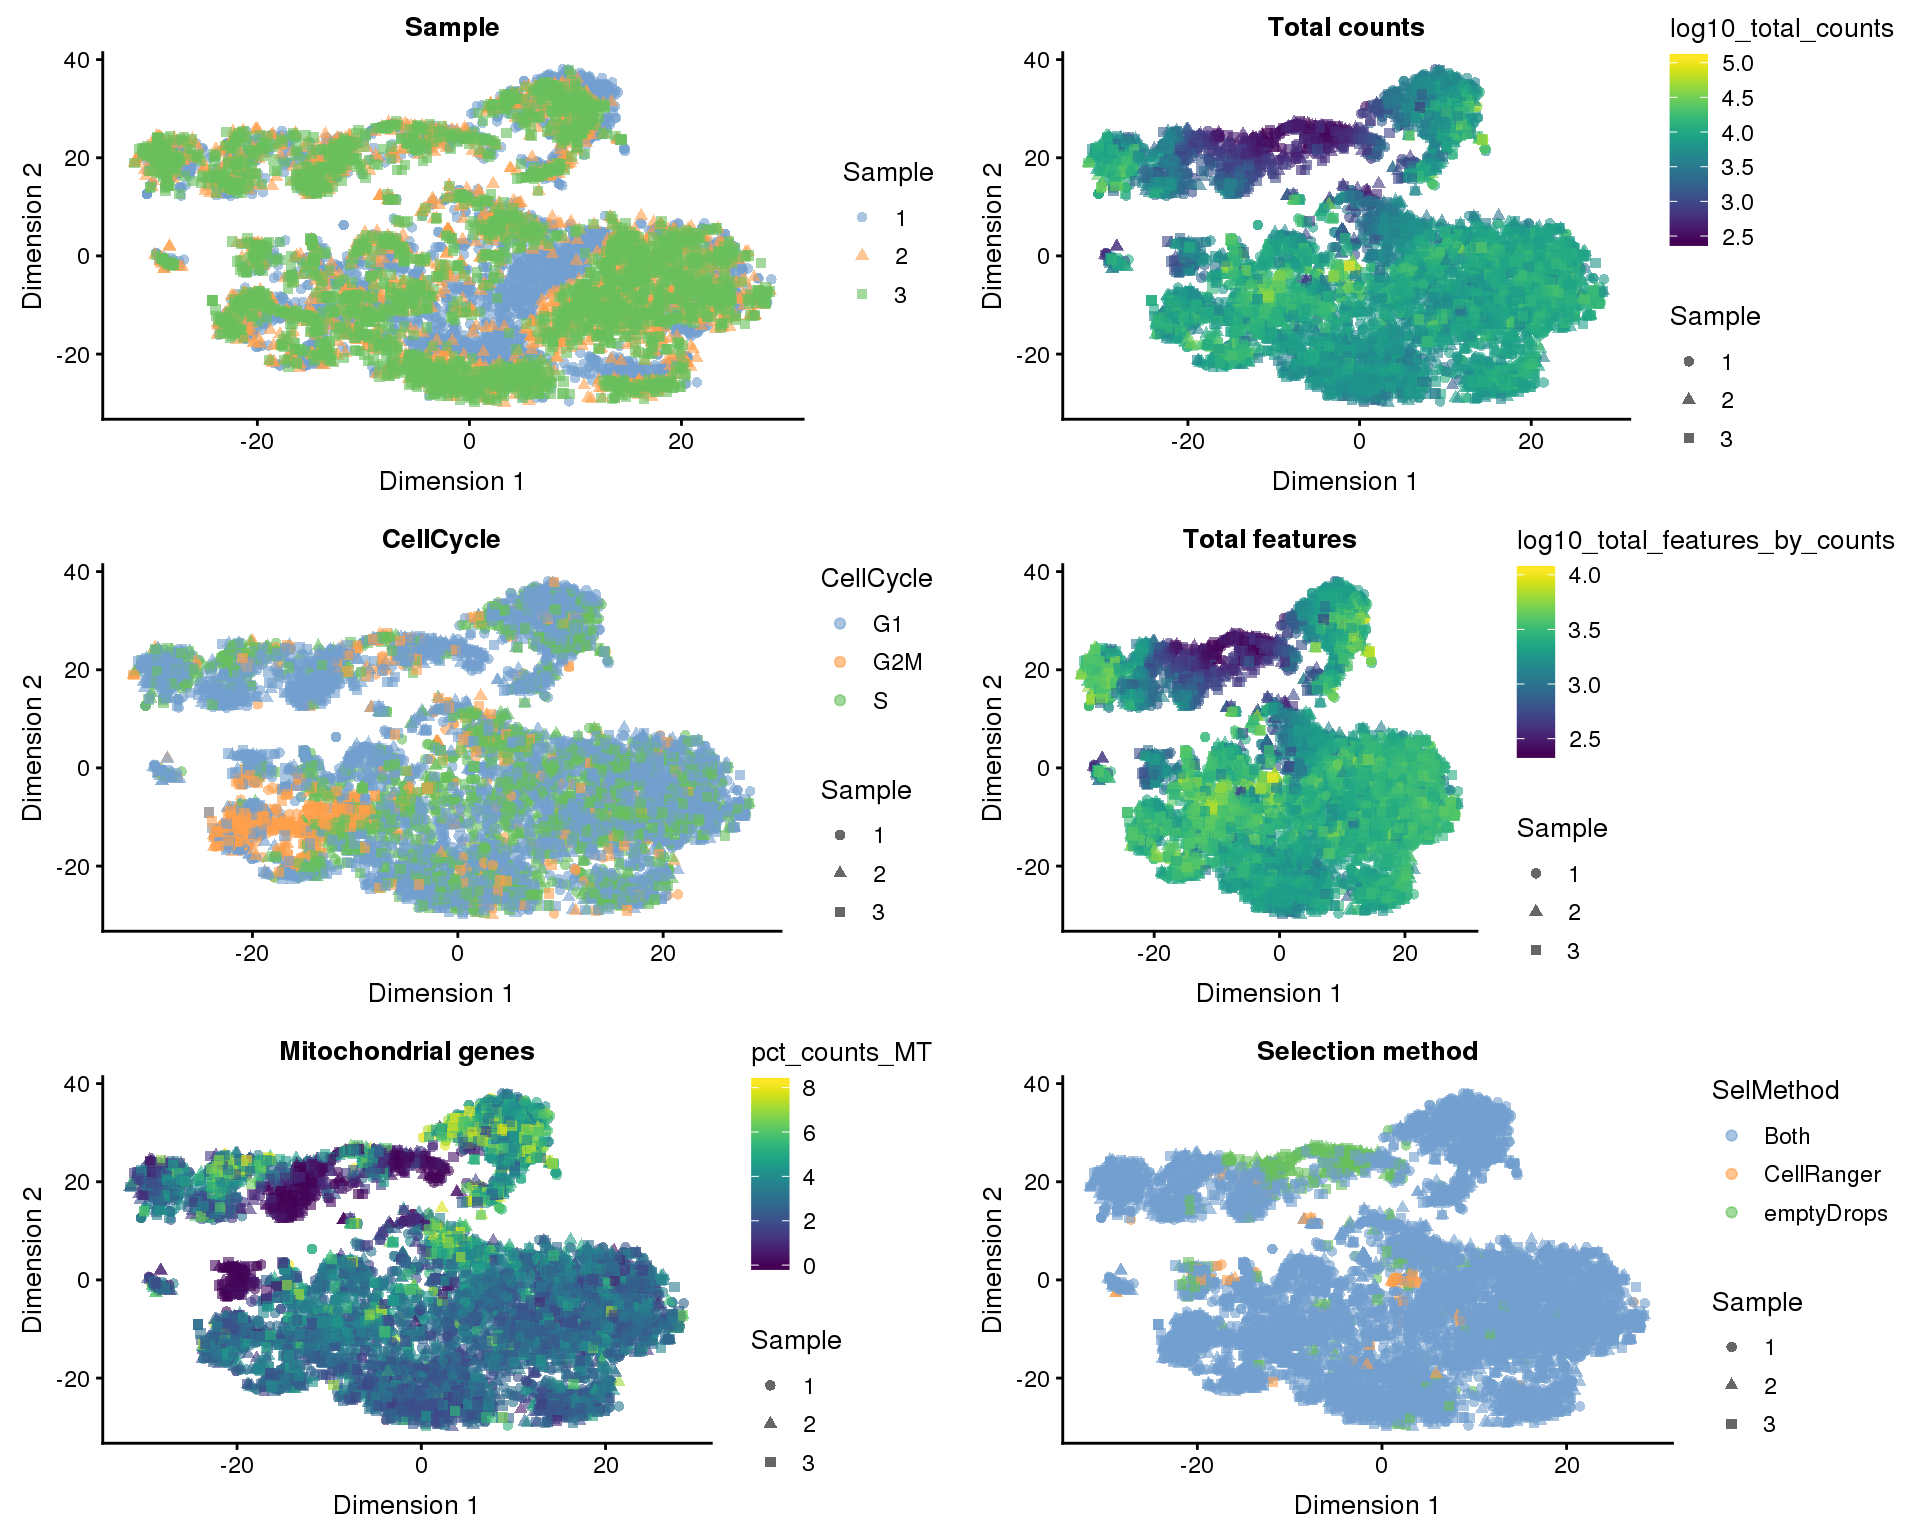 Sample
Dimension 2
40
20
0
-20
-20
0
20
Dimension 1
Sample
1
2
3
Total counts
Dimension 2
40
20
0
-20
-20
0
20
Dimension 1
log10_total_counts
5.0
4.5
4.0
3.5
3.0
2.5
Sample
1
2
3
CellCycle
Dimension 2
40
20
0
-20
-20
0
20
Dimension 1
CellCycle
G1
G2M
S
Sample
1
2
3
Total features
Dimension 2
40
20
0
-20
-20
0
20
Dimension 1
log10_total_features_by_counts
4.0
3.5
3.0
2.5
Sample
1
2
3
Mitochondrial genes
Dimension 2
40
20
0
-20
-20
0
20
Dimension 1
pct_counts_MT
8
6
4
2
0
Sample
1
2
3
Selection method
Dimension 2
40
20
0
-20
-20
0
20
Dimension 1
SelMethod
Both
CellRanger
emptyDrops
Sample
1
2
3